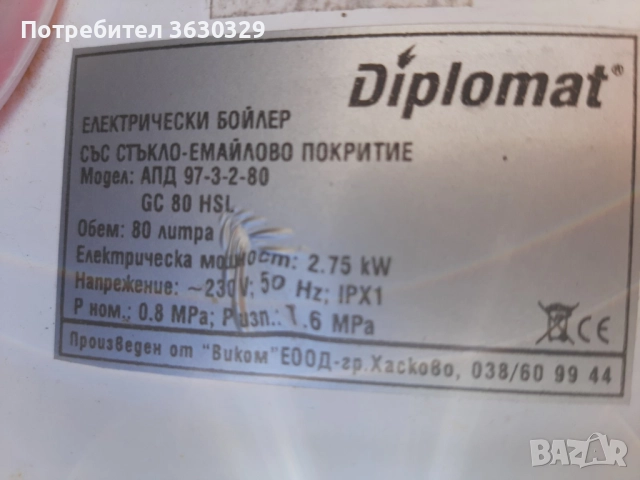 Потребител 3630329
Diplomat®
ЕЛЕКТРИЧЕСКИ БОЙЛЕР
СЪС СТЪКЛО-ЕМАЙЛОВО ПОКРИТИЕ
Модел: АПД 97-3-2-80
GC 80 HSL
Обем: 80 литра
Електрическа мощност: 2.75 kW
Напрежение: ~230V; 50 Hz; IPX1
Р ном.: 0.8 MPa; Р изп.: 1.6 MPa
CE
Произведен от "Виком" ЕООД-гр.Хасково, 038/60 99 44
BAZAR